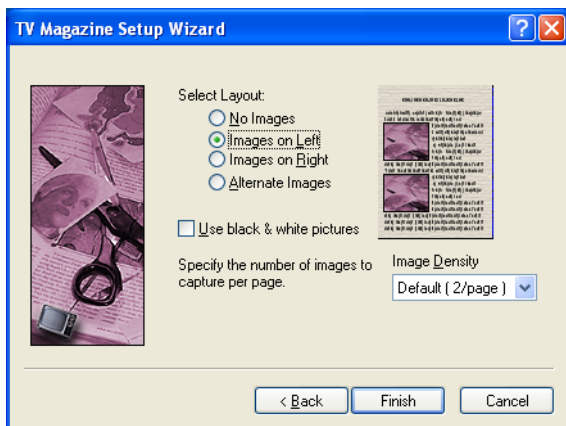 TV Magazine Setup Wizard
Select Layout:
No Images
Images on Left
Images on Right
Alternate Images
Use black & white pictures
Specify the number of images to
capture per page.
Image Density
Default ( 2/page )
< Back
Finish
Cancel